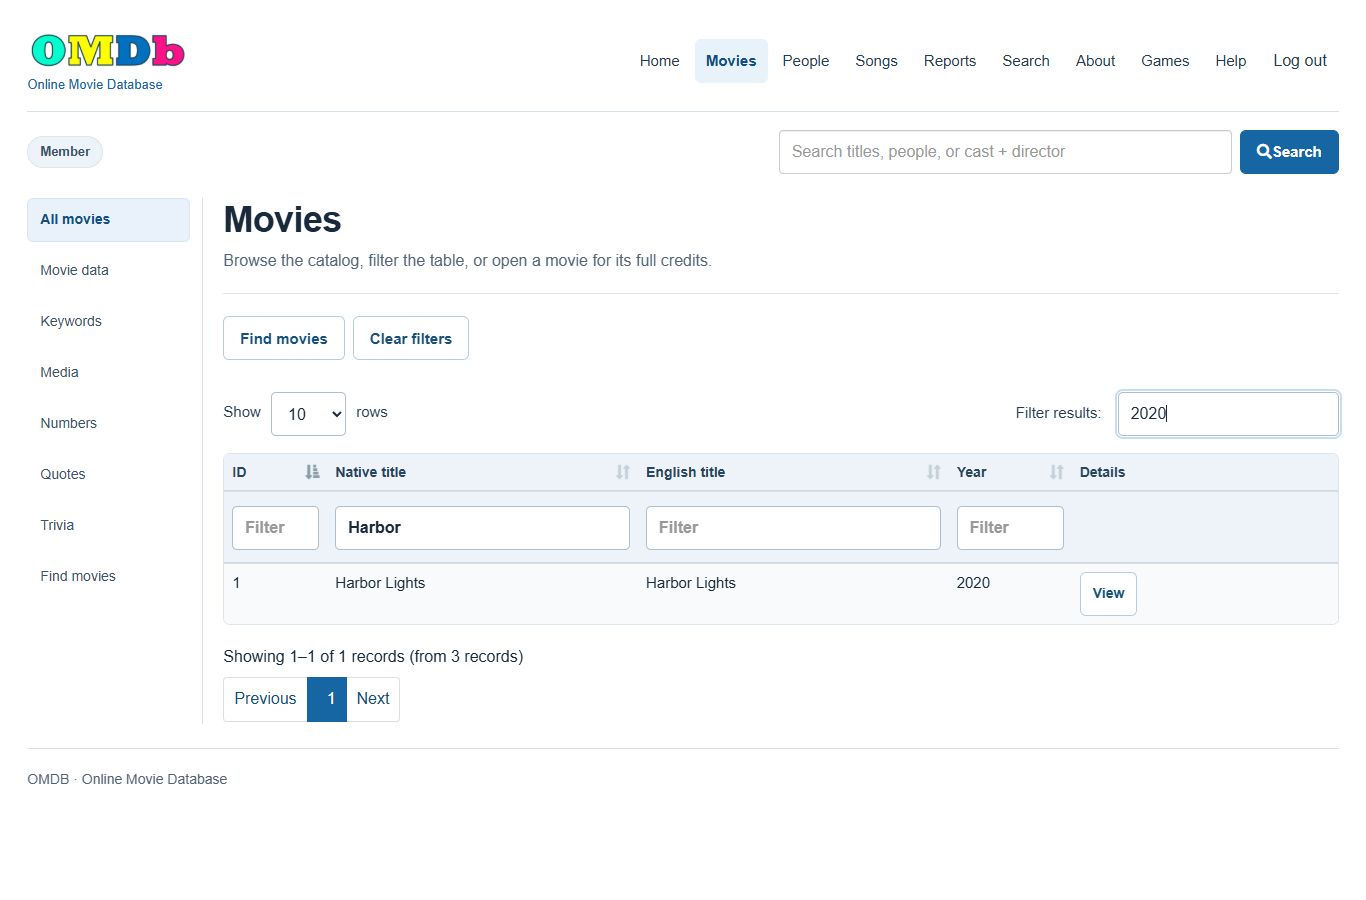 OMDb
Online Movie Database
Home Movies People Songs Reports Search About Games Help Log out
Member
Search titles, people, or cast + director
Search
All movies
Movie data
Keywords
Media
Numbers
Quotes
Trivia
Find movies
Movies
Browse the catalog, filter the table, or open a movie for its full credits.
Find movies Clear filters
Show 10 rows
Filter results: 2020
ID Native title English title Year Details
Filter Harbor Filter Filter
1 Harbor Lights Harbor Lights 2020 View
Showing 1–1 of 1 records (from 3 records)
Previous 1 Next
OMDB · Online Movie Database